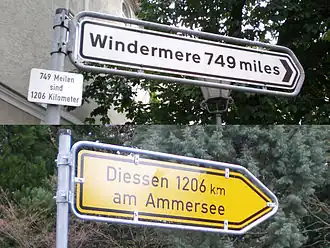 Windermere 749 miles
749 Meilen
sind
1206 Kilometer
Diessen 1206 km
am Ammersee